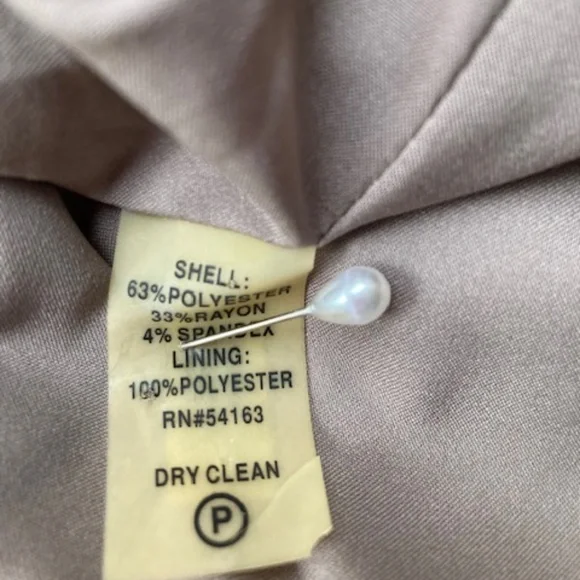 SHELL:
63%POLYESTER
33%RAYON
4% SPANDEX
LINING:
100%POLYESTER
RN#54163
DRY CLEAN
P